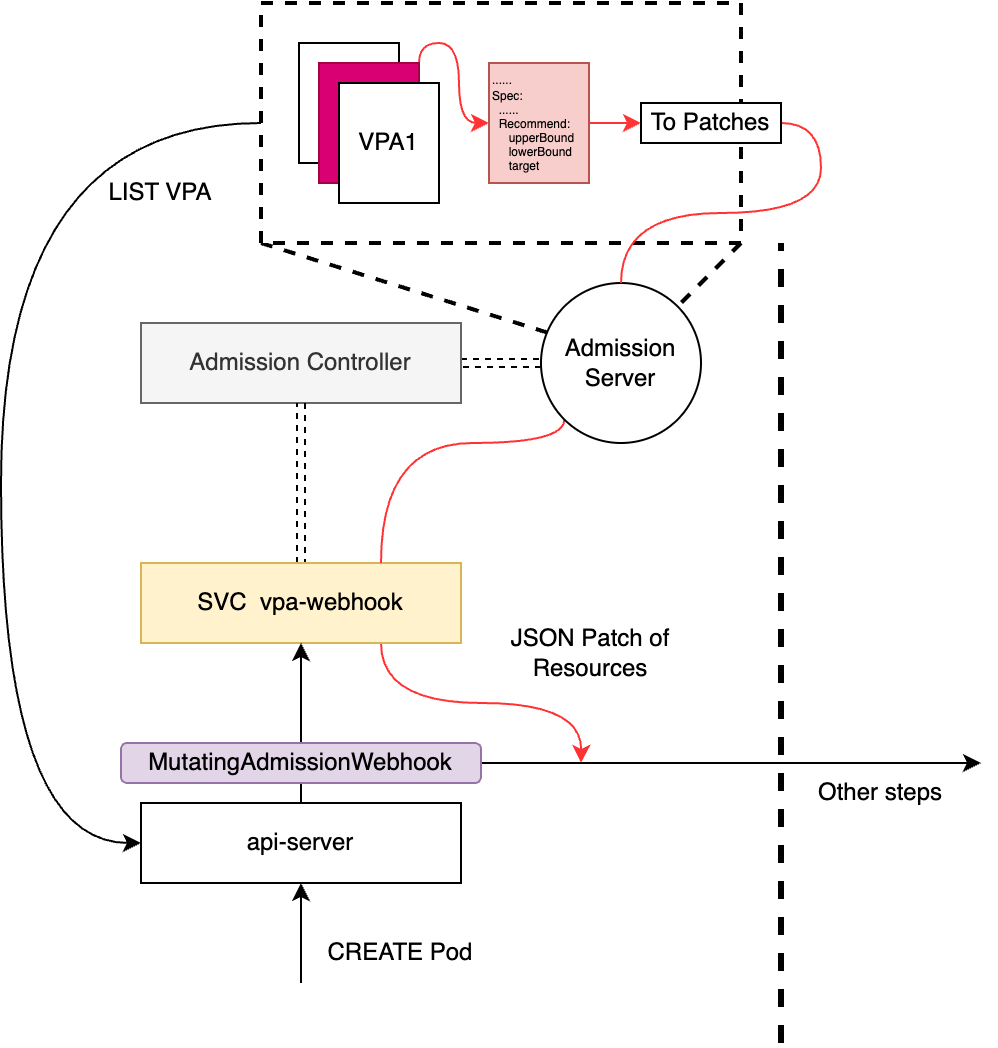 ......
Spec:
......
Recommend:
upperBound
lowerBound
target
VPA1
To Patches
LIST VPA
Admission Controller
Admission
Server
SVC  vpa-webhook
JSON Patch of
Resources
MutatingAdmissionWebhook
Other steps
api-server
CREATE Pod